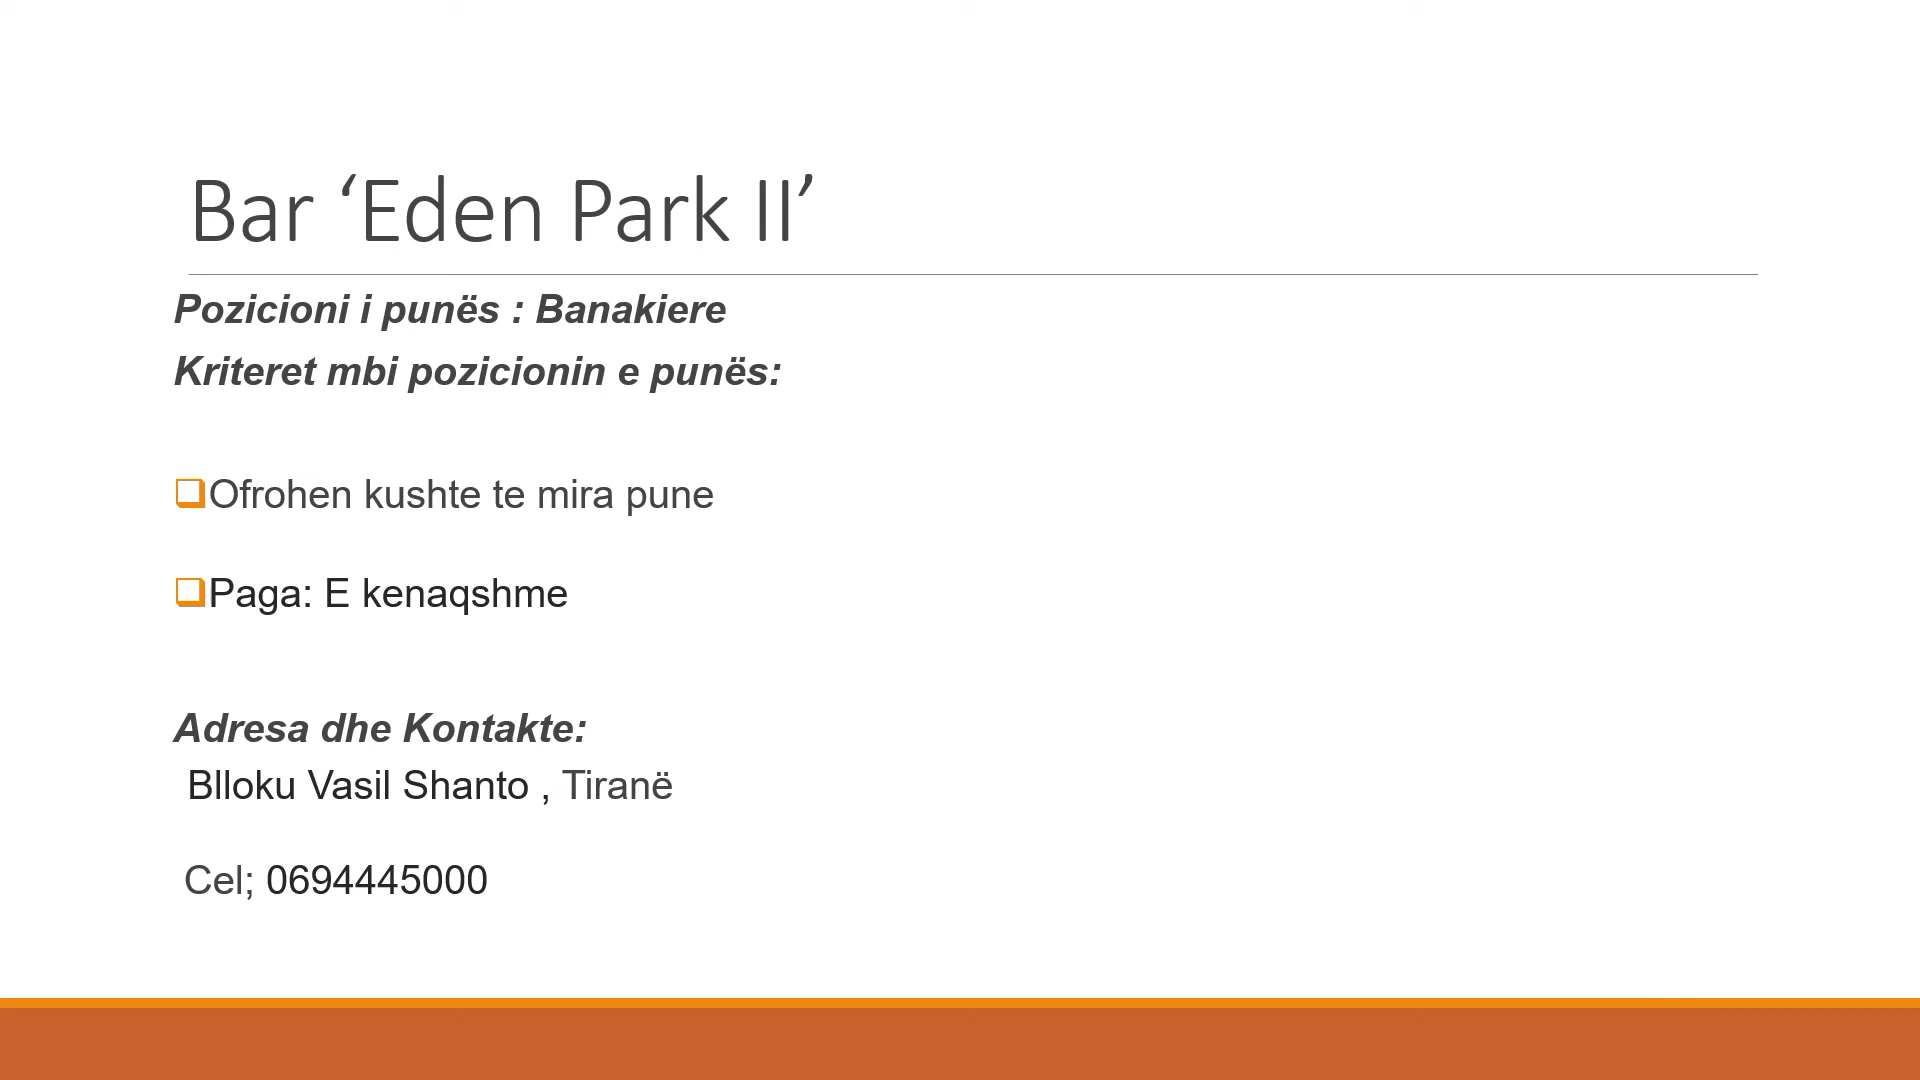 Bar ‘Eden Park II’
Pozicioni i punës : Banakiere
Kriteret mbi pozicionin e punës:
Ofrohen kushte te mira pune
Paga: E kenaqshme
Adresa dhe Kontakte:
Blloku Vasil Shanto , Tiranë
Cel; 0694445000